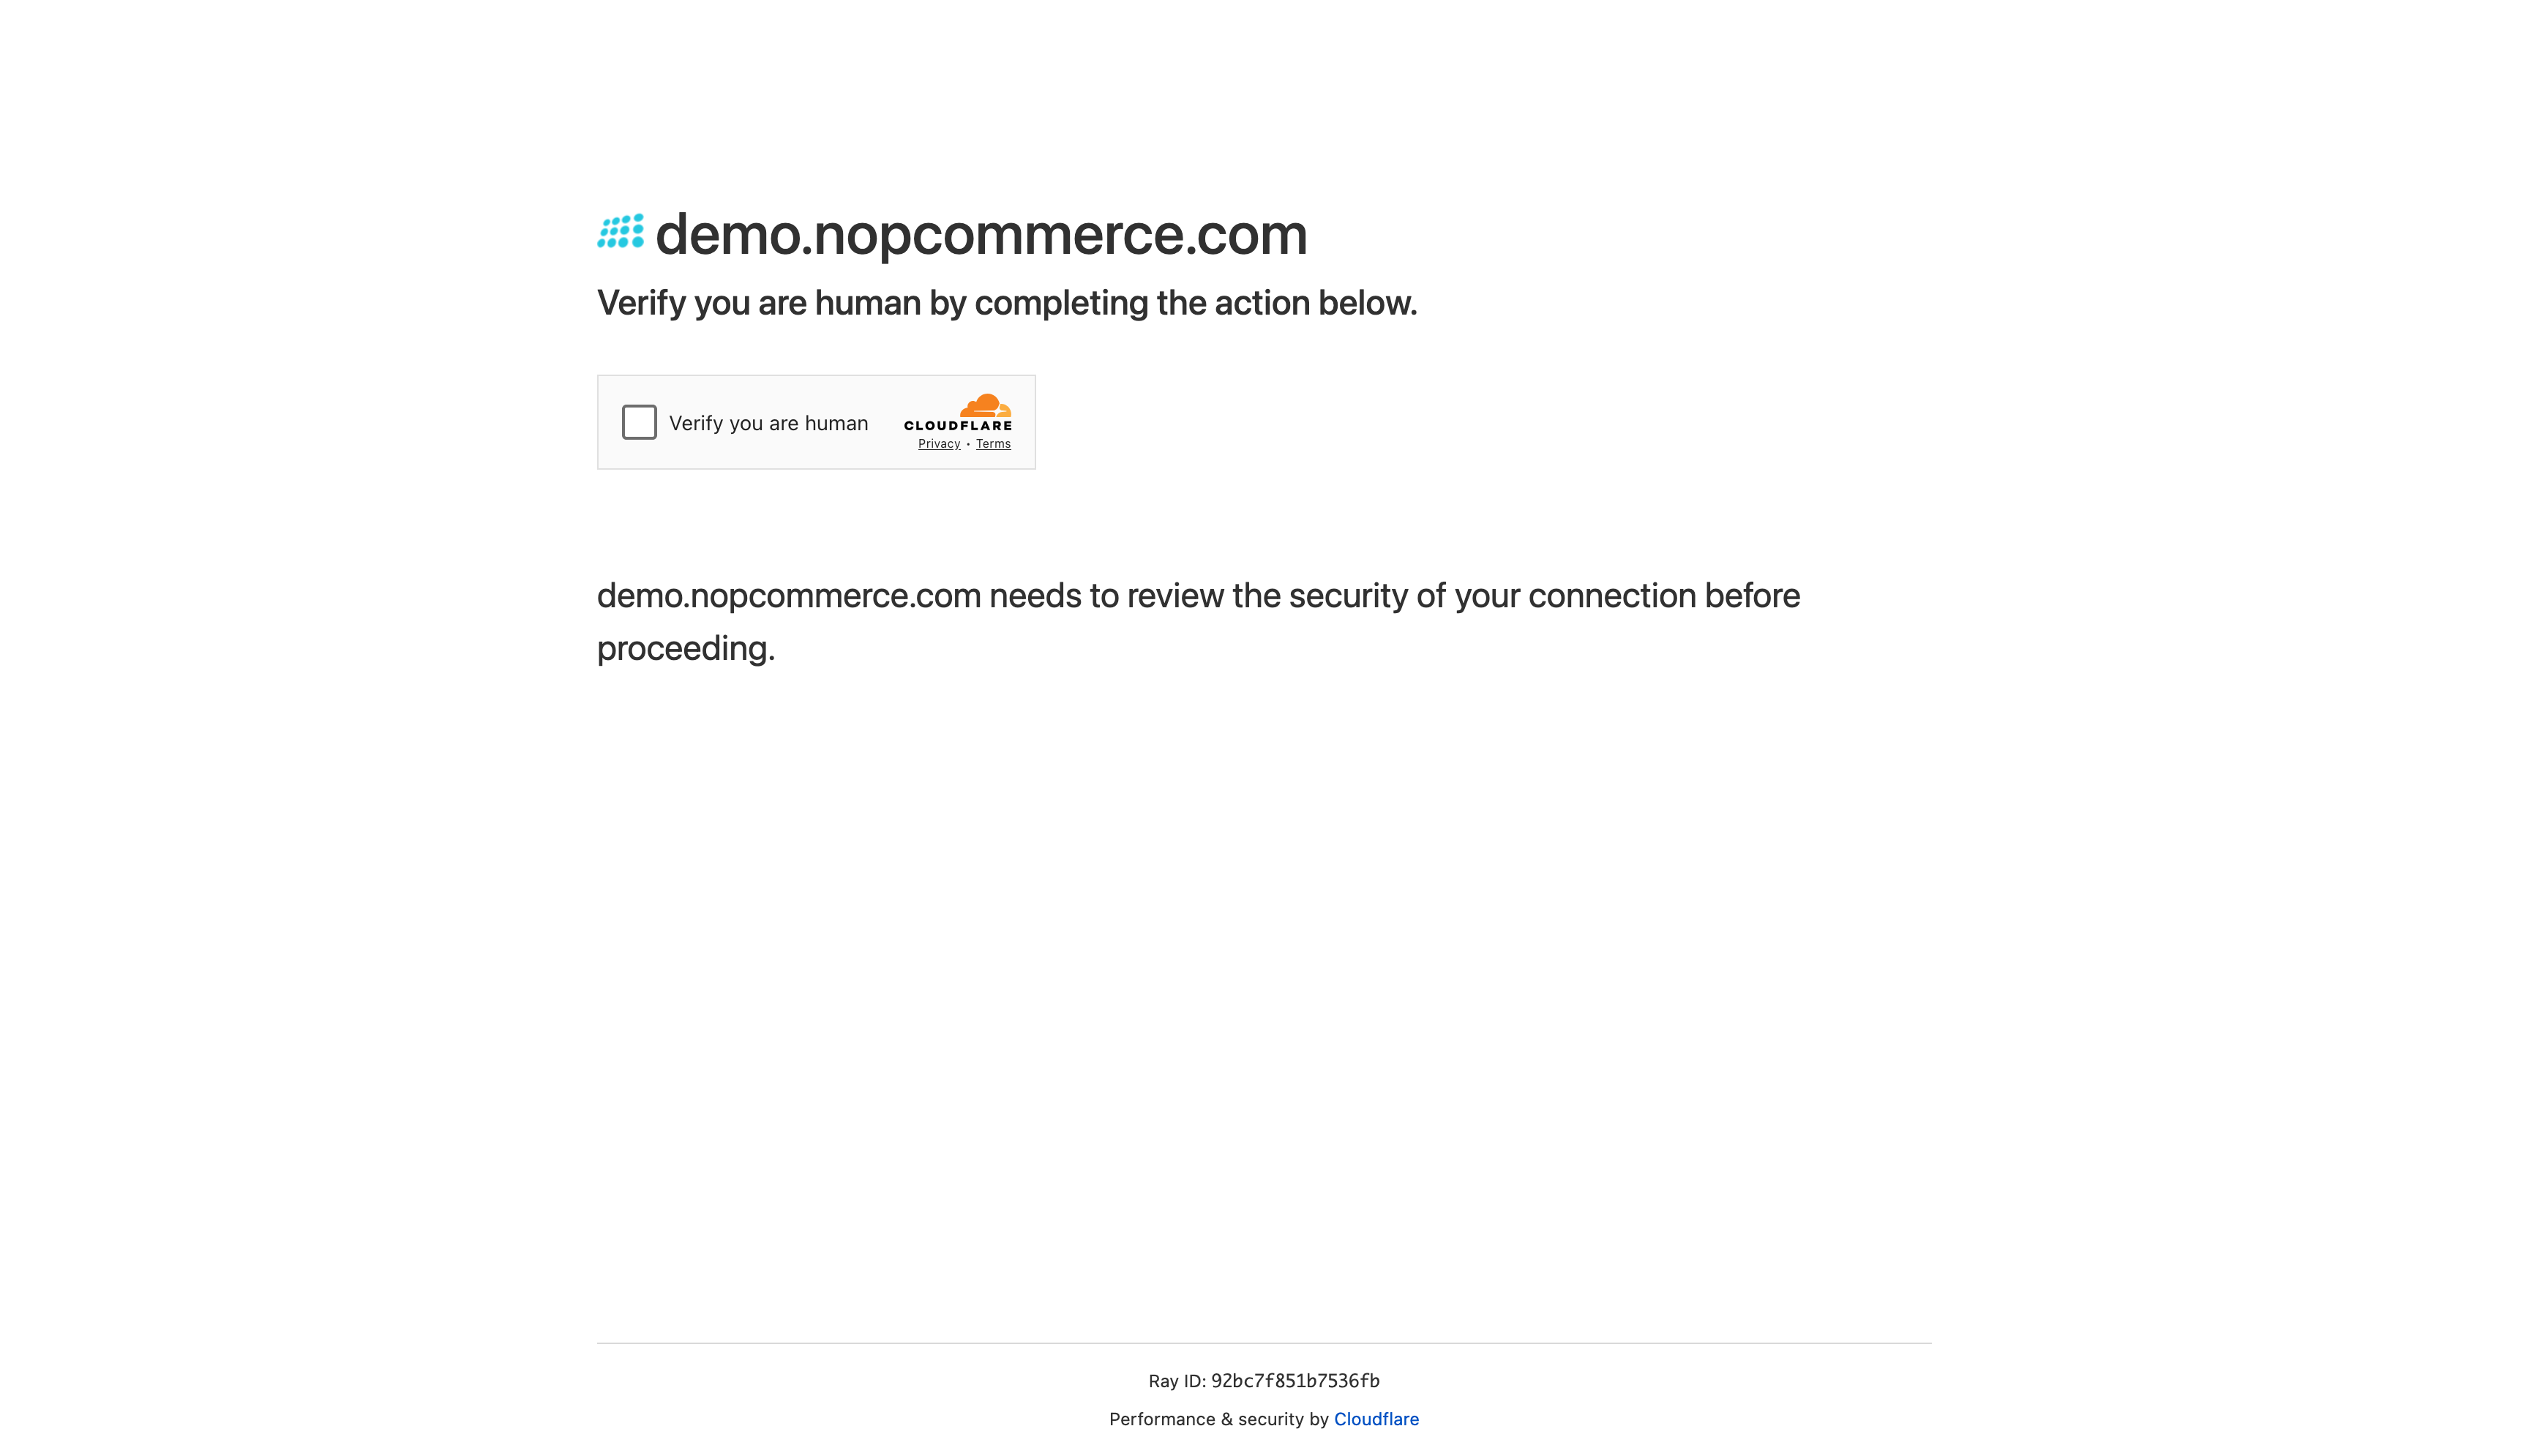 demo.nopcommerce.com
Verify you are human by completing the action below.
Verify you are human
CLOUDFLARE
Privacy • Terms
demo.nopcommerce.com needs to review the security of your connection before
proceeding.
Ray ID: 92bc7f851b7536fb
Performance & security by Cloudflare